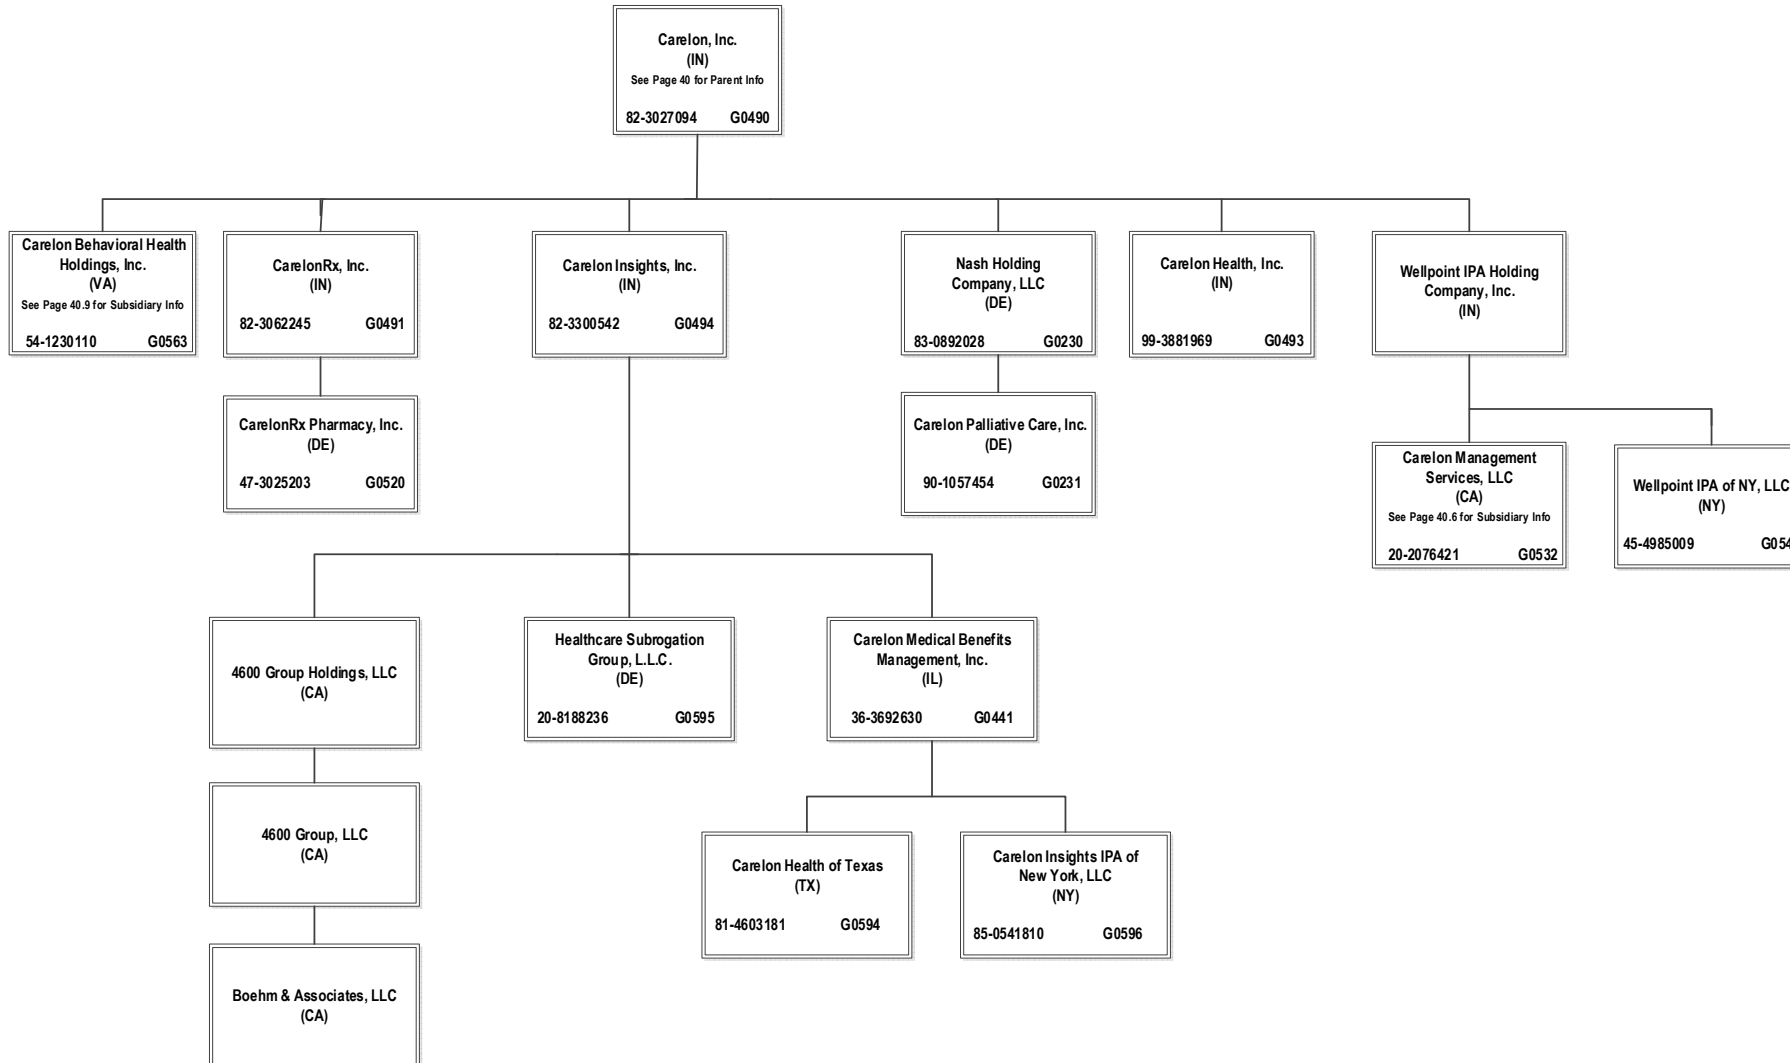 Carelon, Inc.
(IN)
See Page 40 for Parent Info
82-3027094 G0490
Carelon Behavioral Health
Holdings, Inc.
(VA)
See Page 40.9 for Subsidiary Info
54-1230110 G0563
CarelonRx, Inc.
(IN)
82-3062245 G0491
Carelon Insights, Inc.
(IN)
82-3300542 G0494
Nash Holding
Company, LLC
(DE)
83-0892028 G0230
Carelon Health, Inc.
(IN)
99-3881969 G0493
Wellpoint IPA Holding
Company, Inc.
(IN)
CarelonRx Pharmacy, Inc.
(DE)
47-3025203 G0520
Carelon Palliative Care, Inc.
(DE)
90-1057454 G0231
Carelon Management
Services, LLC
(CA)
See Page 40.6 for Subsidiary Info
20-2076421 G0532
Wellpoint IPA of NY, LLC
(NY)
45-4985009
4600 Group Holdings, LLC
(CA)
Healthcare Subrogation
Group, L.L.C.
(DE)
20-8188236 G0595
Carelon Medical Benefits
Management, Inc.
(IL)
36-3692630 G0441
4600 Group, LLC
(CA)
Carelon Health of Texas
(TX)
81-4603181 G0594
Carelon Insights IPA of
New York, LLC
(NY)
85-0541810 G0596
Boehm & Associates, LLC
(CA)